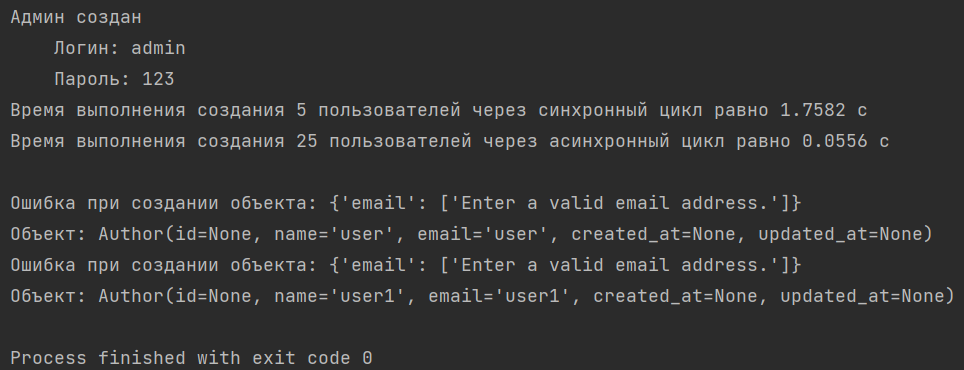 Админ создан
Логин: admin
Пароль: 123
Время выполнения создания 5 пользователей через синхронный цикл равно 1.7582 с
Время выполнения создания 25 пользователей через асинхронный цикл равно 0.0556 с
Ошибка при создании объекта: {'email': ['Enter a valid email address.']}
Объект: Author(id=None, name='user', email='user', created_at=None, updated_at=None)
Ошибка при создании объекта: {'email': ['Enter a valid email address.']}
Объект: Author(id=None, name='user1', email='user1', created_at=None, updated_at=None)
Process finished with exit code 0